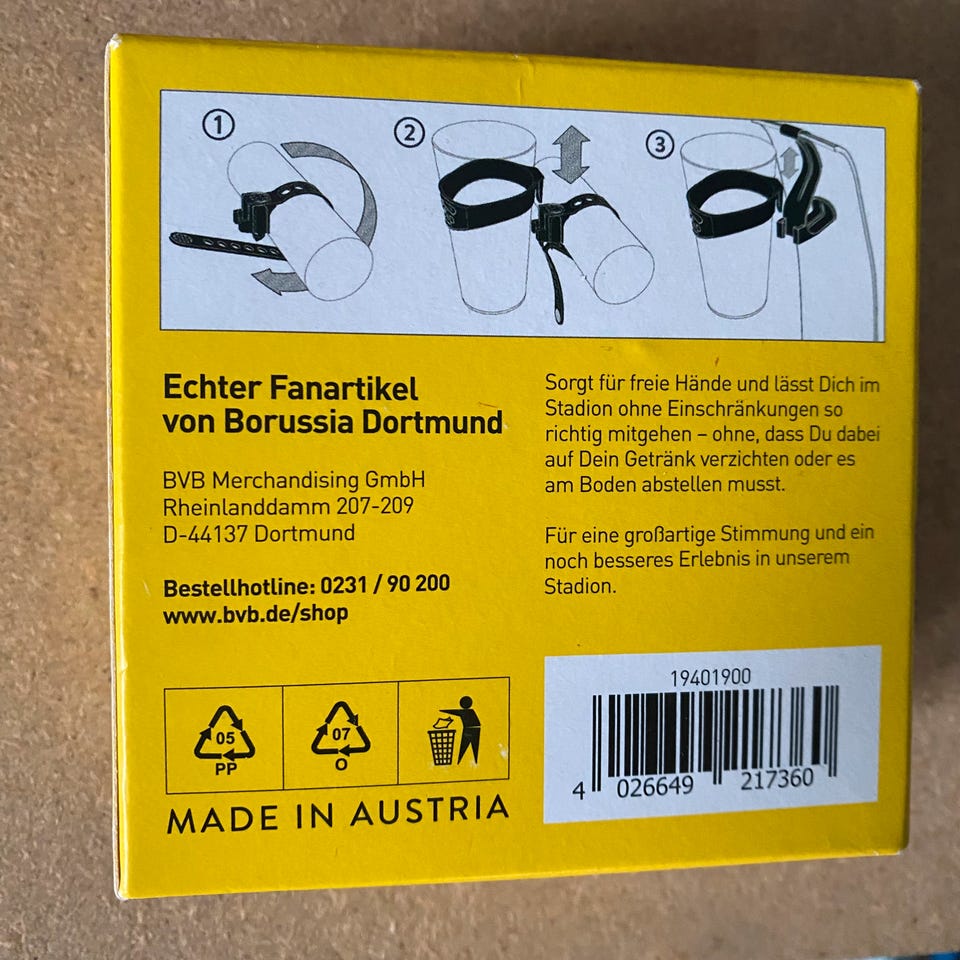 1
2
3
Echter Fanartikel
von Borussia Dortmund
BVB Merchandising GmbH
Rheinlanddamm 207-209
D-44137 Dortmund
Bestellhotline: 0231 / 90 200
www.bvb.de/shop
Sorgt für freie Hände und lässt Dich im
Stadion ohne Einschränkungen so
richtig mitgehen – ohne, dass Du dabei
auf Dein Getränk verzichten oder es
am Boden abstellen musst.
Für eine großartige Stimmung und ein
noch besseres Erlebnis in unserem
Stadion.
05
PP
07
O
MADE IN AUSTRIA
19401900
4 026649 217360